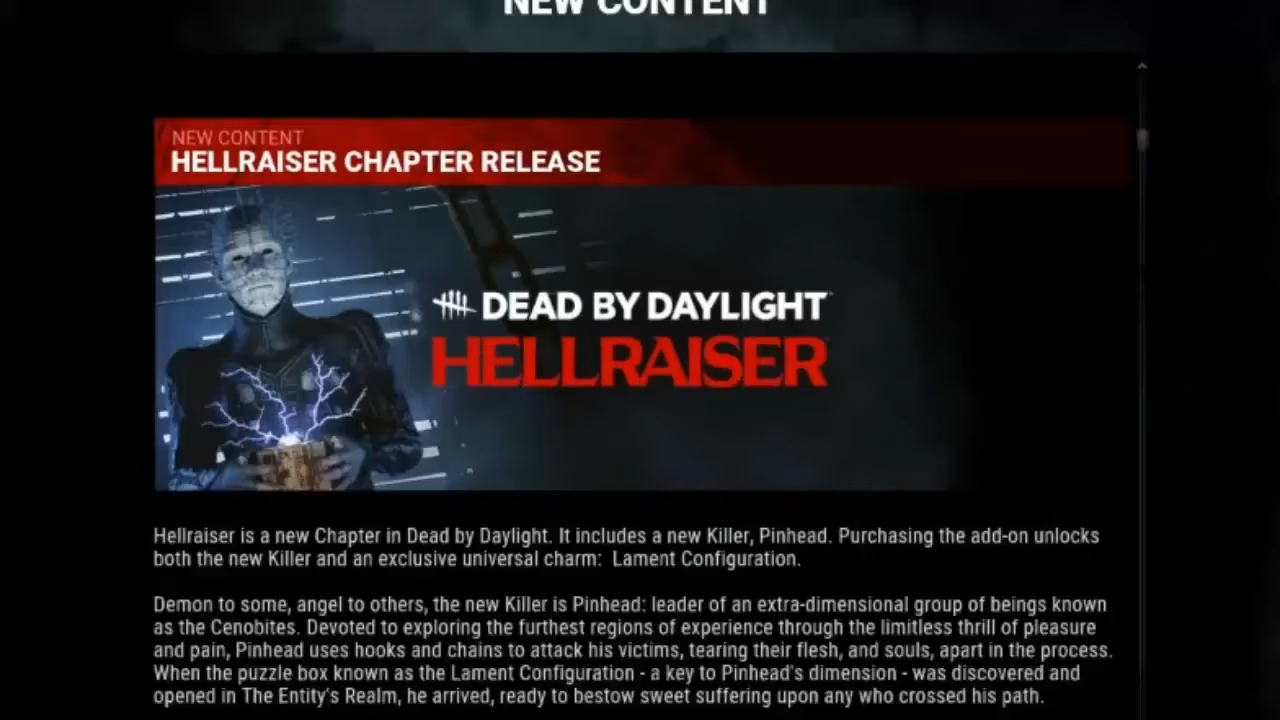 NEW CONTENT
NEW CONTENT
HELLRAISER CHAPTER RELEASE
DEAD BY DAYLIGHT
HELLRAISER
Hellraiser is a new Chapter in Dead by Daylight. It includes a new Killer, Pinhead. Purchasing the add-on unlocks
both the new Killer and an exclusive universal charm:  Lament Configuration.
Demon to some, angel to others, the new Killer is Pinhead: leader of an extra-dimensional group of beings known
as the Cenobites. Devoted to exploring the furthest regions of experience through the limitless thrill of pleasure
and pain, Pinhead uses hooks and chains to attack his victims, tearing their flesh, and souls, apart in the process.
When the puzzle box known as the Lament Configuration - a key to Pinhead's dimension - was discovered and
opened in The Entity's Realm, he arrived, ready to bestow sweet suffering upon any who crossed his path.